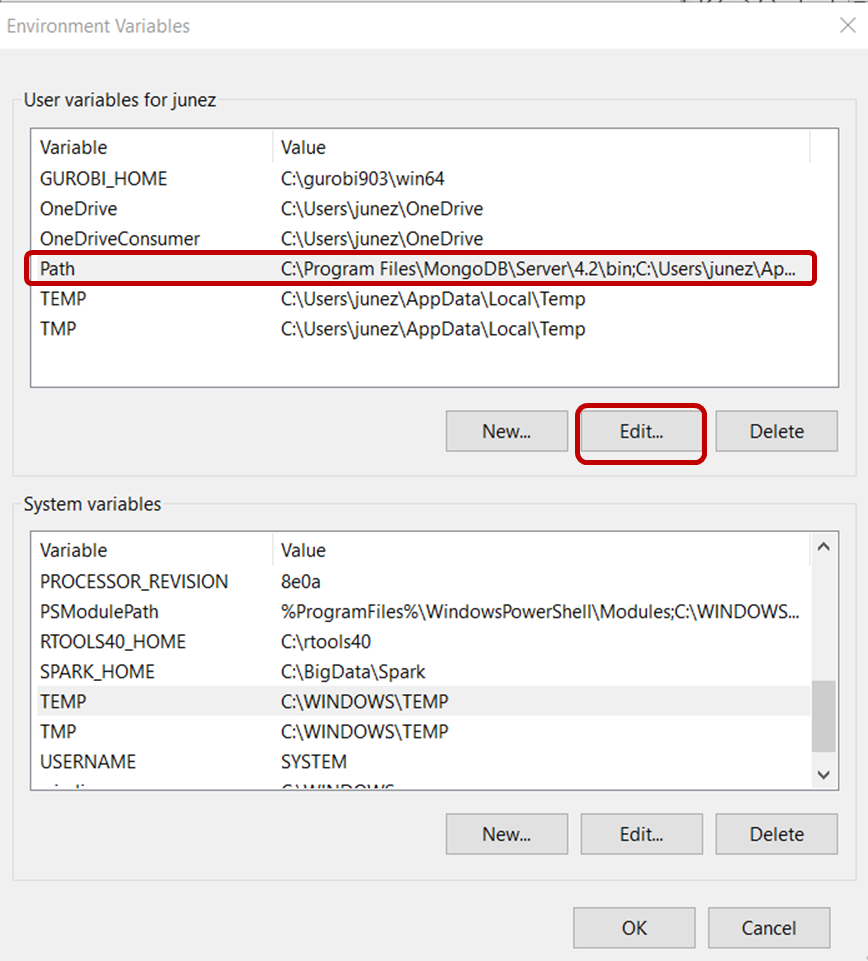 Environment Variables
User variables for junez
Variable Value
GUROBI_HOME C:\gurobi903\win64
OneDrive C:\Users\junez\OneDrive
OneDriveConsumer C:\Users\junez\OneDrive
Path C:\Program Files\MongoDB\Server\4.2\bin;C:\Users\junez\Ap...
TEMP C:\Users\junez\AppData\Local\Temp
TMP C:\Users\junez\AppData\Local\Temp
New... Edit... Delete
System variables
Variable Value
PROCESSOR_REVISION 8e0a
PSModulePath %ProgramFiles%\WindowsPowerShell\Modules;C:\WINDOWS...
RTOOLS40_HOME C:\rtools40
SPARK_HOME C:\BigData\Spark
TEMP C:\WINDOWS\TEMP
TMP C:\WINDOWS\TEMP
USERNAME SYSTEM
C:\WINDOWS
New... Edit... Delete
OK Cancel